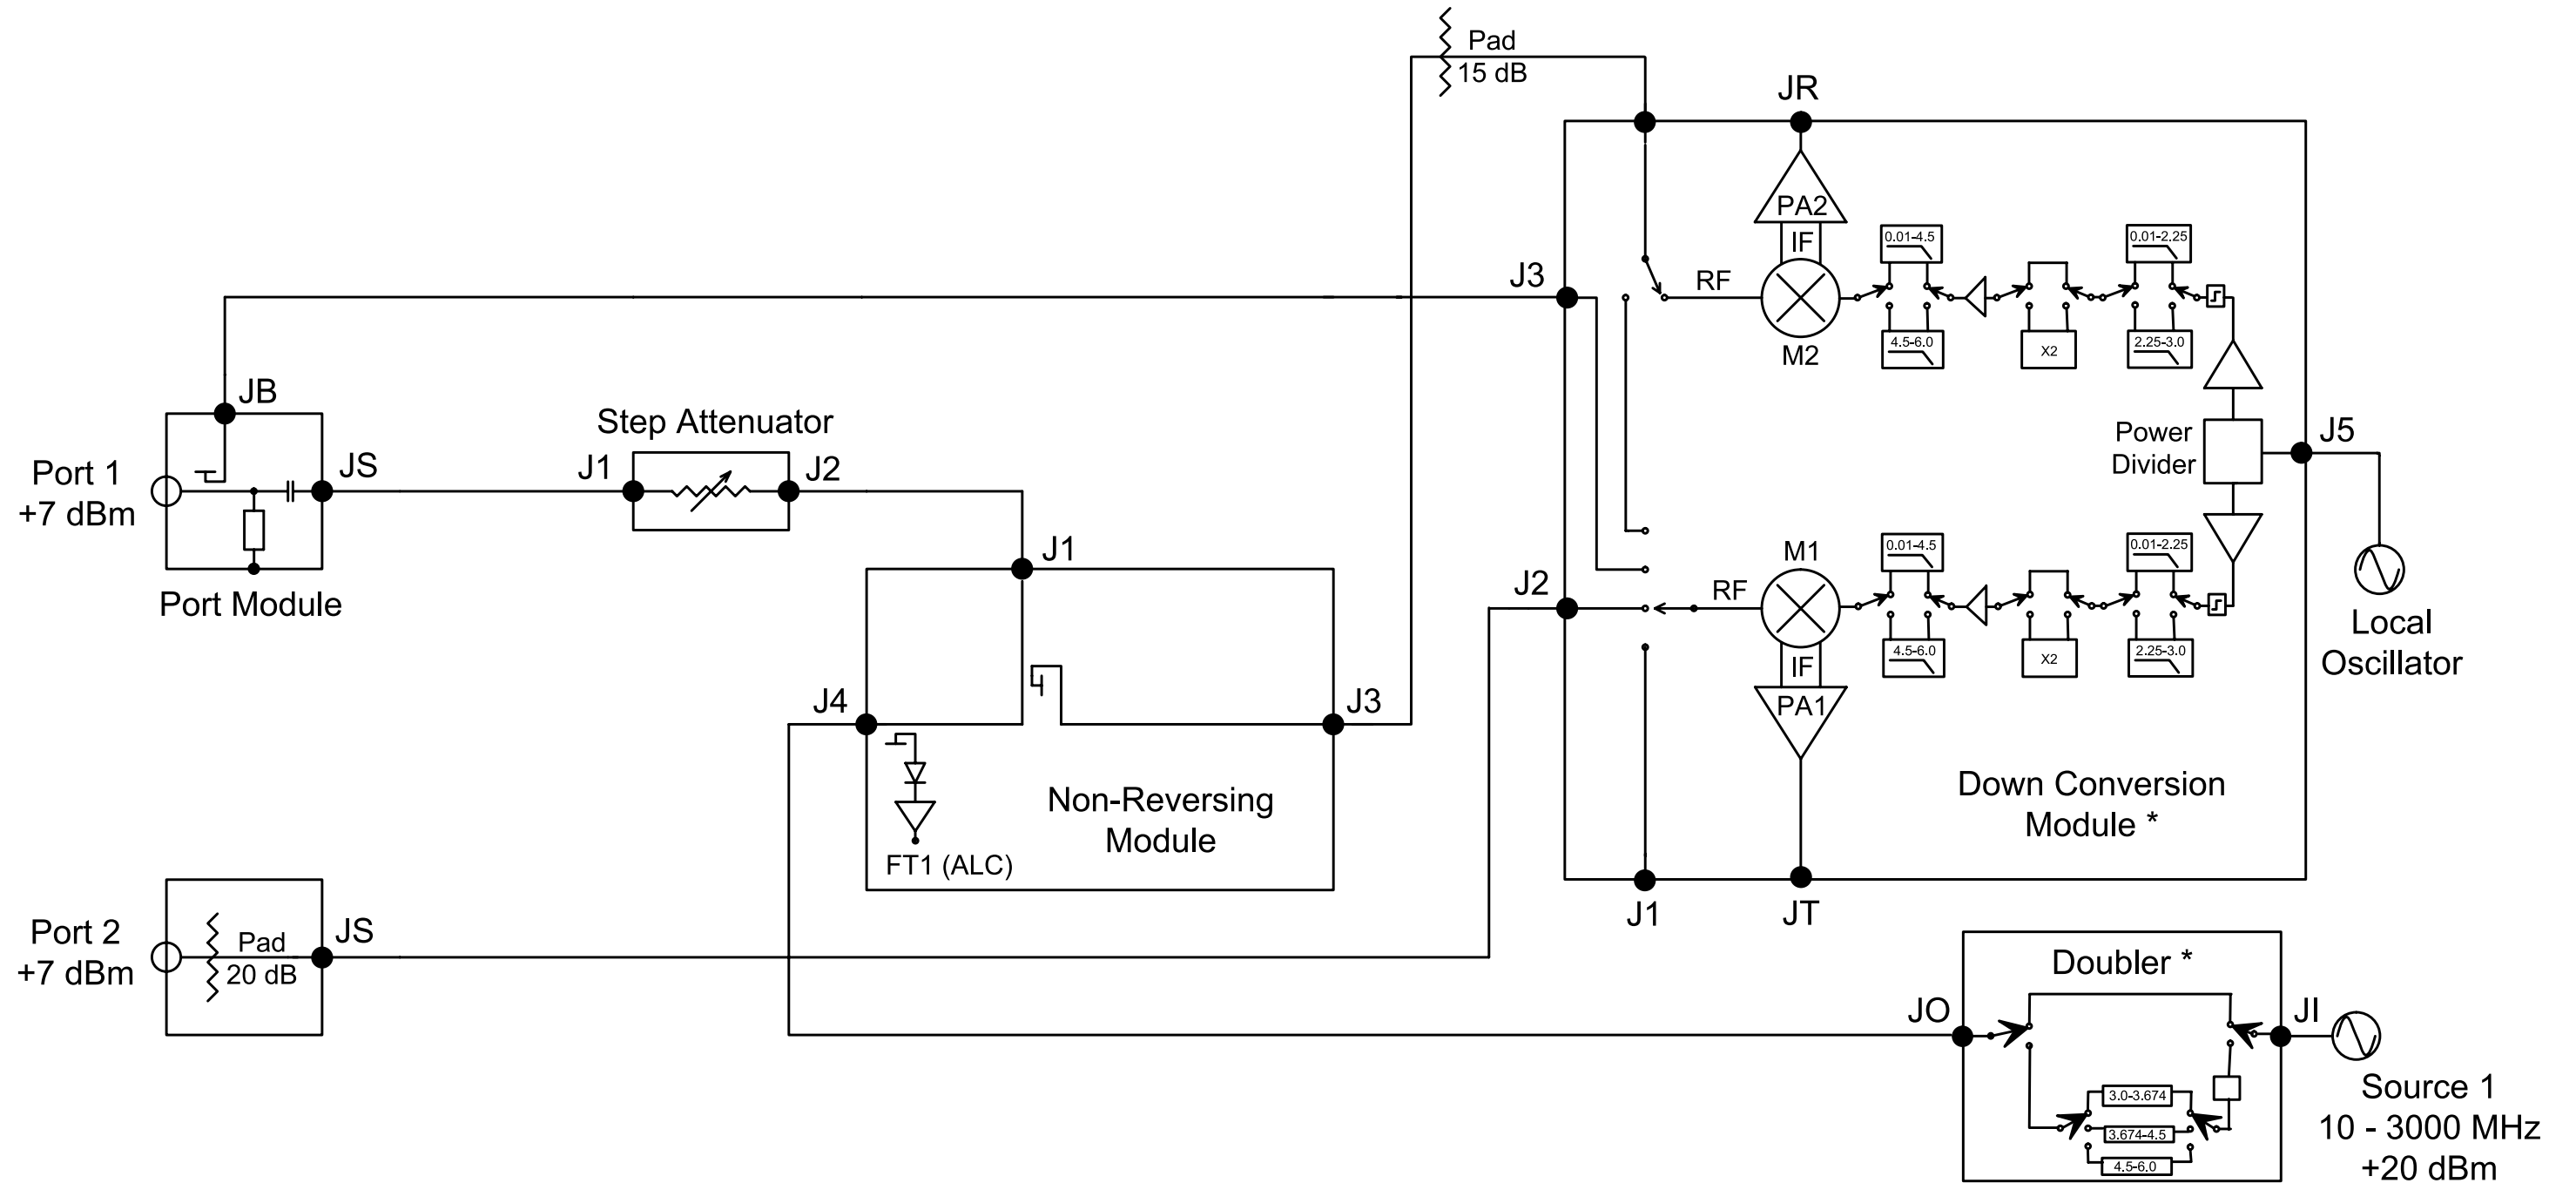 Pad
15 dB
JR
PA2
IF
0.01-4.5
0.01-2.25
J3
RF
M2
4.5-6.0
X2
2.25-3.0
JB
Step Attenuator
Port 1
+7 dBm
JS
J1
J2
Port Module
Power
Divider
J5
J1
J2
M1
RF
0.01-4.5
0.01-2.25
IF
4.5-6.0
X2
2.25-3.0
PA1
Local
Oscillator
J4
J3
Non-Reversing
Module
FT1 (ALC)
Down Conversion
Module *
J1
JT
Port 2
+7 dBm
Pad
20 dB
JS
Doubler *
JO
JI
3.0-3.674
3.674-4.5
4.5-6.0
Source 1
10 - 3000 MHz
+20 dBm